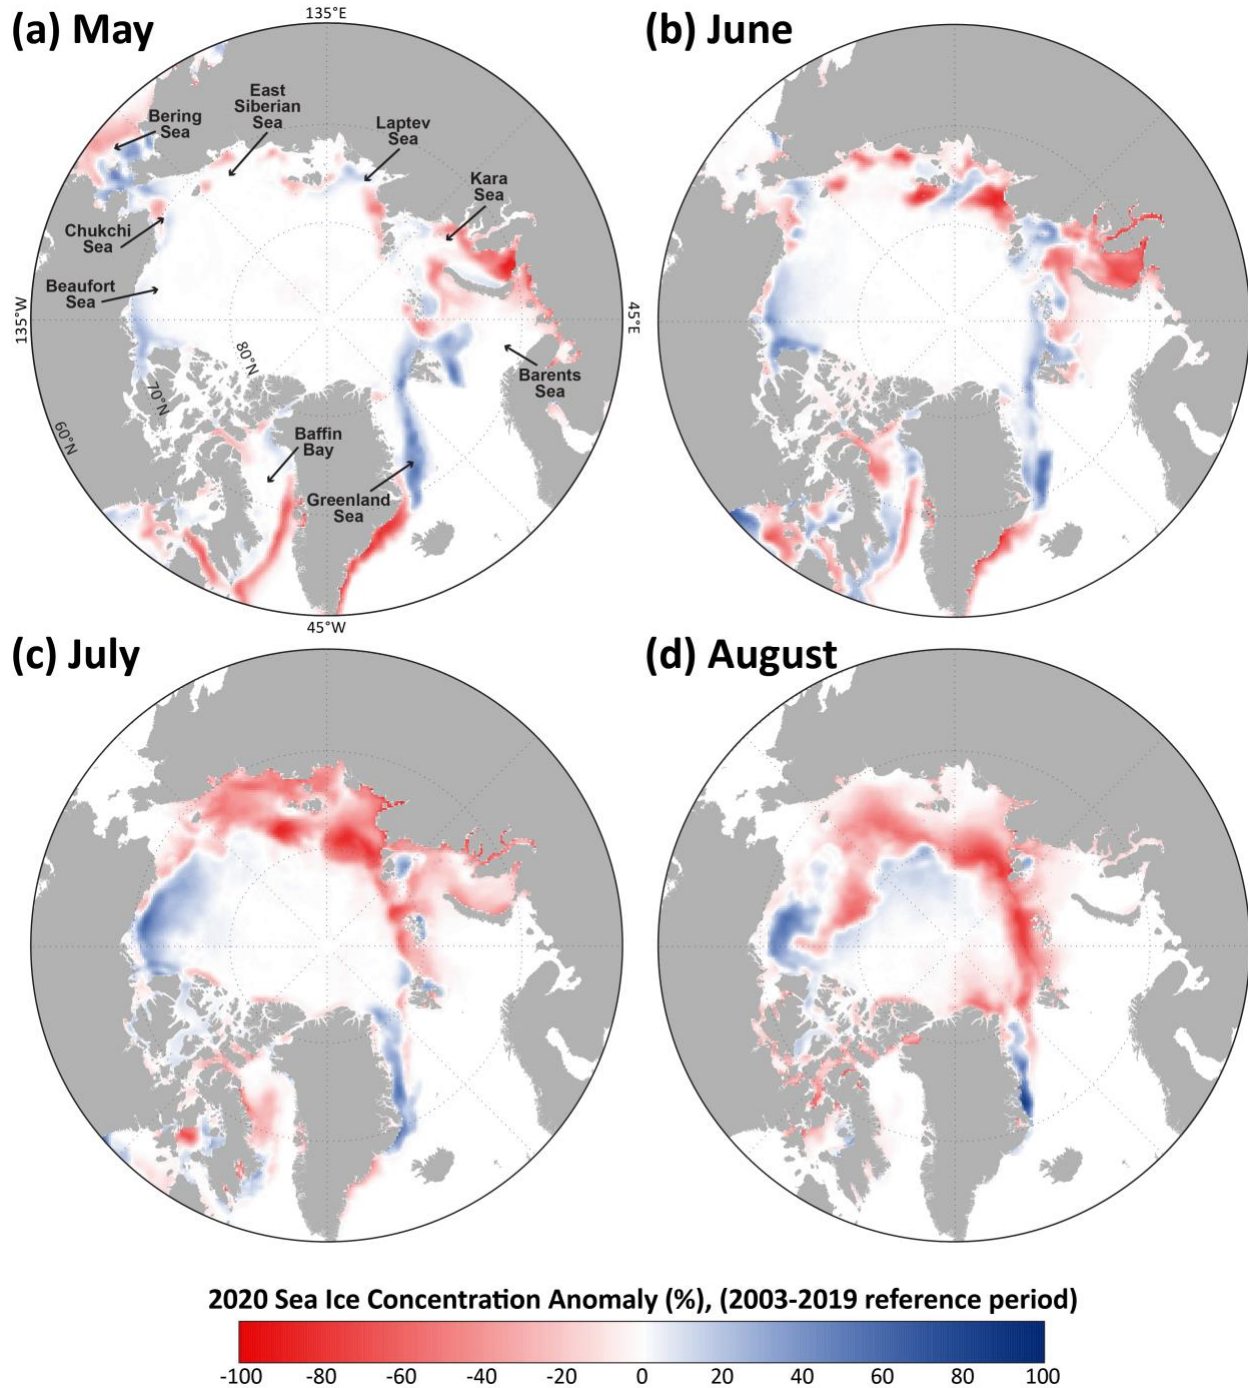 (a) May
135°E
(b) June
Bering
Sea
East
Siberian
Sea
Laptev
Sea
Kara
Sea
Chukchi
Sea
Beaufort
Sea
135°W
45°E
80°N
70°N
60°N
Barents
Sea
Baffin
Bay
Greenland
Sea
45°W
(c) July
(d) August
2020 Sea Ice Concentration Anomaly (%), (2003-2019 reference period)
-100 -80 -60 -40 -20 0 20 40 60 80 100